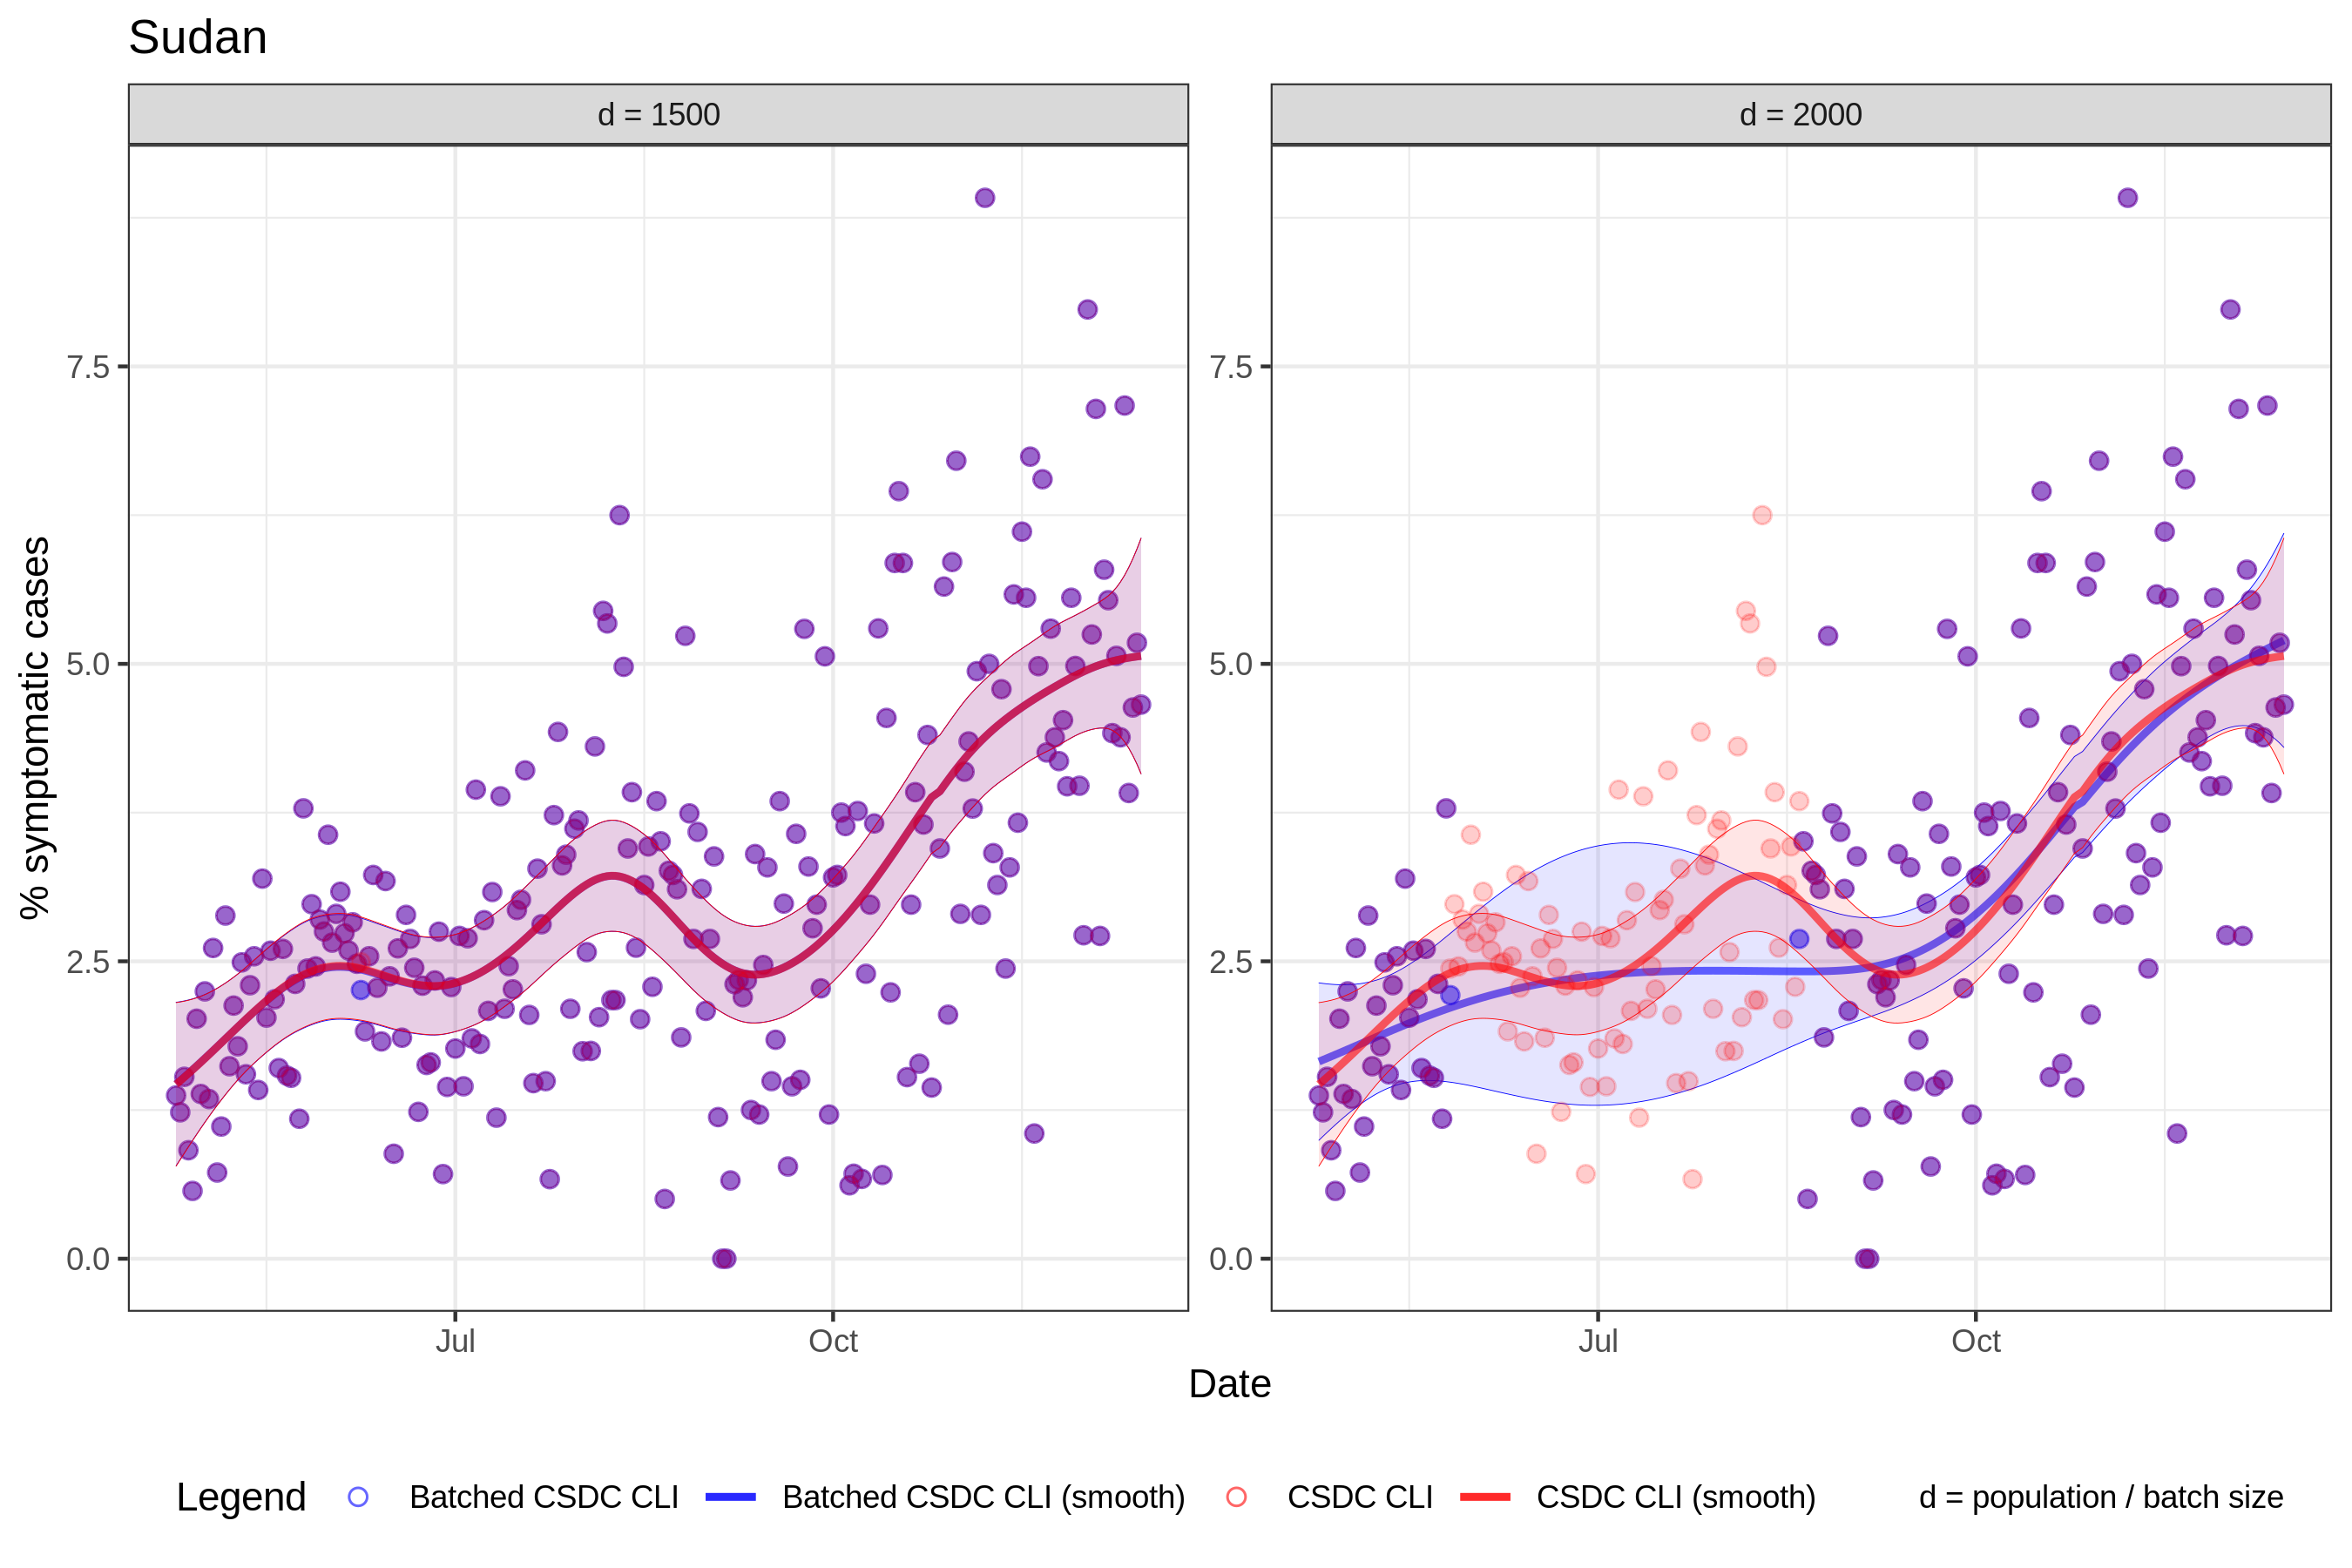 Sudan
d = 1500
d = 2000
% symptomatic cases
7.5
5.0
2.5
0.0
7.5
5.0
2.5
0.0
Jul
Oct
Jul
Oct
Date
Legend
Batched CSDC CLI
Batched CSDC CLI (smooth)
CSDC CLI
CSDC CLI (smooth)
d = population / batch size